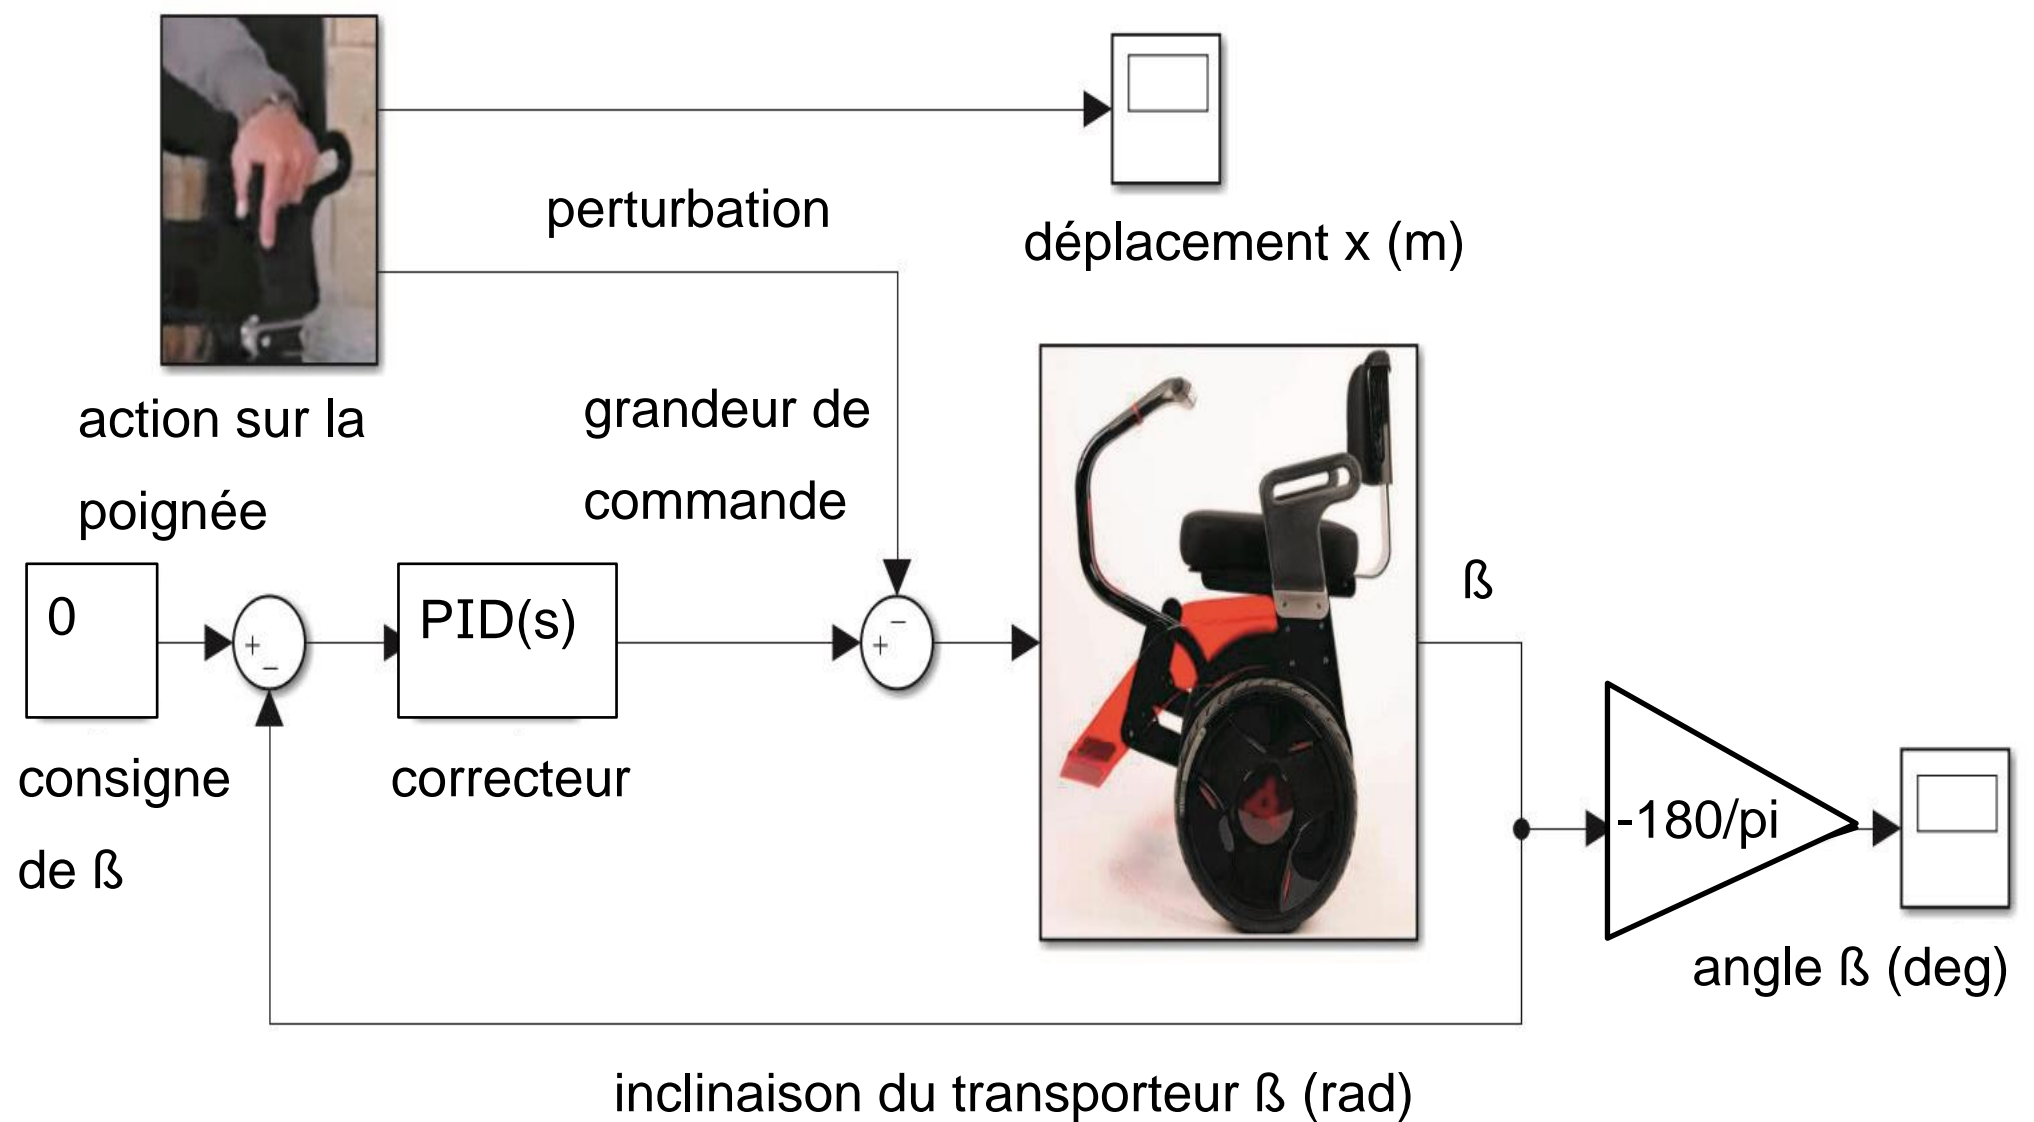 perturbation
déplacement x (m)
action sur la
poignée
grandeur de
commande
ß
0
+
−
PID(s)
−
+
-180/pi
consigne
de ß
correcteur
angle ß (deg)
inclinaison du transporteur ß (rad)